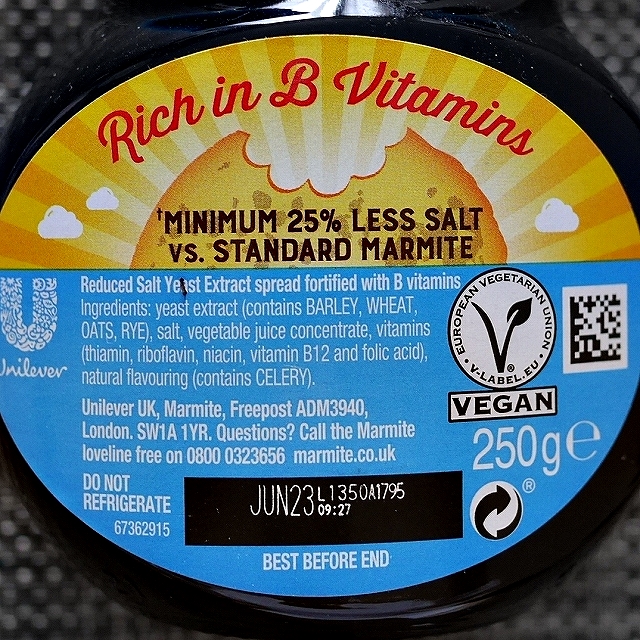 Rich in B Vitamins
†MINIMUM 25% LESS SALT
VS. STANDARD MARMITE
Reduced Salt Yeast Extract spread fortified with B vitamins
Ingredients: yeast extract (contains BARLEY, WHEAT,
OATS, RYE), salt, vegetable juice concentrate, vitamins
(thiamin, riboflavin, niacin, vitamin B12 and folic acid),
natural flavouring (contains CELERY).
Unilever
EUROPEAN VEGETARIAN UNION
• V-LABEL.EU •
®
VEGAN
Unilever UK, Marmite, Freepost ADM3940,
London. SW1A 1YR. Questions? Call the Marmite
loveline free on 0800 0323656 marmite.co.uk
250g e
DO NOT
REFRIGERATE
67362915
JUN23 L1350A1795
09:27
®
BEST BEFORE END